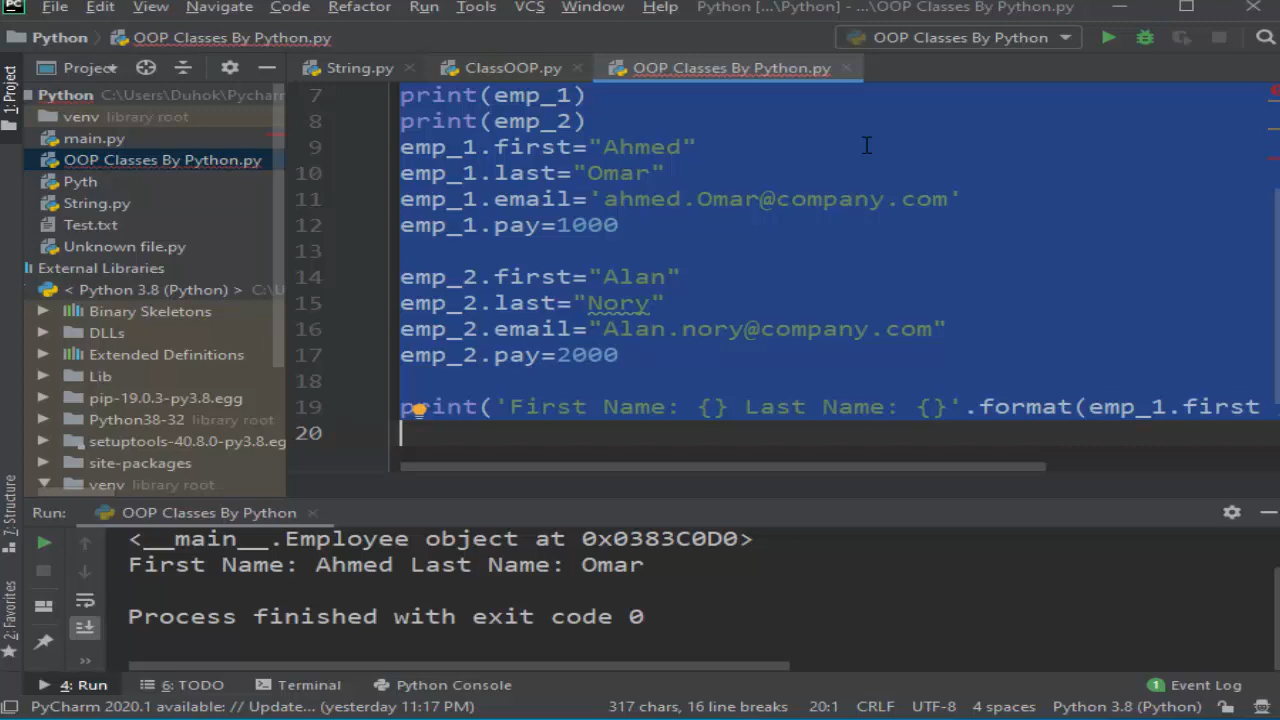 PC File Edit View Navigate Code Refactor Run Tools VCS Window Help Python [...\Python] - ...\OOP Classes By Python.py
Python OOP Classes By Python.py OOP Classes By Python
1: Project Project String.py ClassOOP.py OOP Classes By Python.py
Python C:\Users\Duhok\Pycharm
venv library root
main.py
OOP Classes By Python.py
Pyth
String.py
Test.txt
Unknown file.py
External Libraries
< Python 3.8 (Python) > C:\U
Binary Skeletons
DLLs
Extended Definitions
Lib
pip-19.0.3-py3.8.egg
Python38-32
setuptools-40.8.0-py3.8.eg
site-packages
venv library root
7 print(emp_1)
8 print(emp_2)
9 emp_1.first="Ahmed"
10 emp_1.last="Omar"
11 emp_1.email='ahmed.Omar@company.com'
12 emp_1.pay=1000
13
14 emp_2.first="Alan"
15 emp_2.last="Nory"
16 emp_2.email="Alan.nory@company.com"
17 emp_2.pay=2000
18
19 print('First Name: {} Last Name: {}'.format(emp_1.first
20
7: Structure
2: Favorites
Run: OOP Classes By Python
<__main__.Employee object at 0x0383C0D0>
First Name: Ahmed Last Name: Omar
Process finished with exit code 0
4: Run 6: TODO Terminal Python Console 1 Event Log
PyCharm 2020.1 available: // Update... (yesterday 11:17 PM) 317 chars, 16 line breaks 20:1 CRLF UTF-8 4 spaces Python 3.8 (Python)